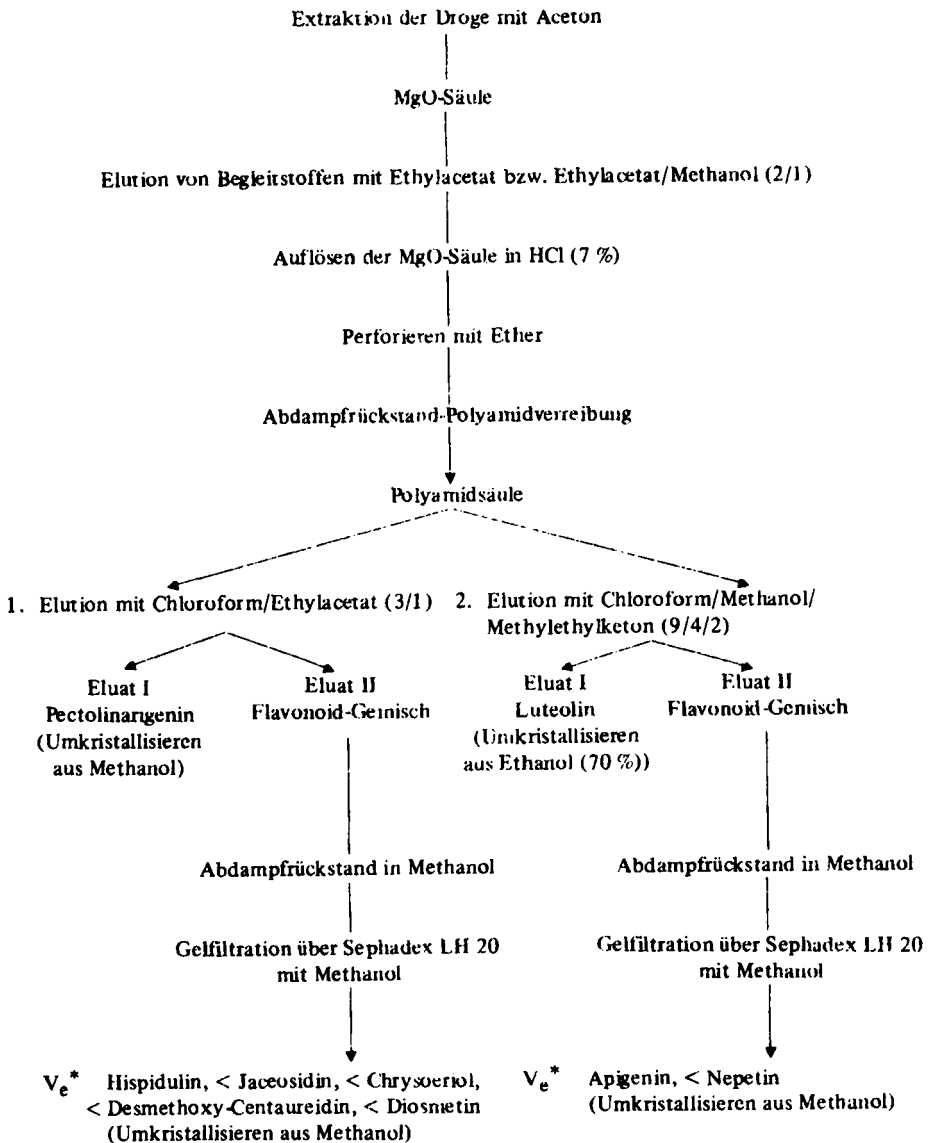 Extraktion der Droge mit Aceton
MgO-Säule
Elution von Begleitstoffen mit Ethylacetat bzw. Ethylacetat/Methanol (2/1)
Auflösen der MgO-Säule in HCl (7 %)
Perforieren mit Ether
Abdampfrückstand-Polyamidverreibung
Polyamidsäule
1. Elution mit Chloroform/Ethylacetat (3/1)
2. Elution mit Chloroform/Methanol/
Methylethylketon (9/4/2)
Eluat I
Pectolinarigenin
(Umkristallisieren
aus Methanol)
Eluat II
Flavonoid-Gemisch
Eluat I
Luteolin
(Umkristallisieren
aus Ethanol (70 %))
Eluat II
Flavonoid-Gemisch
Abdampfrückstand in Methanol
Gelfiltration über Sephadex LH 20
mit Methanol
Abdampfrückstand in Methanol
Gelfiltration über Sephadex LH 20
mit Methanol
Ve* Hispidulin, < Jaceosidin, < Chrysoeriol,
< Desmethoxy-Centaureidin, < Diosmetin
(Umkristallisieren aus Methanol)
Ve* Apigenin, < Nepetin
(Umkristallisieren aus Methanol)